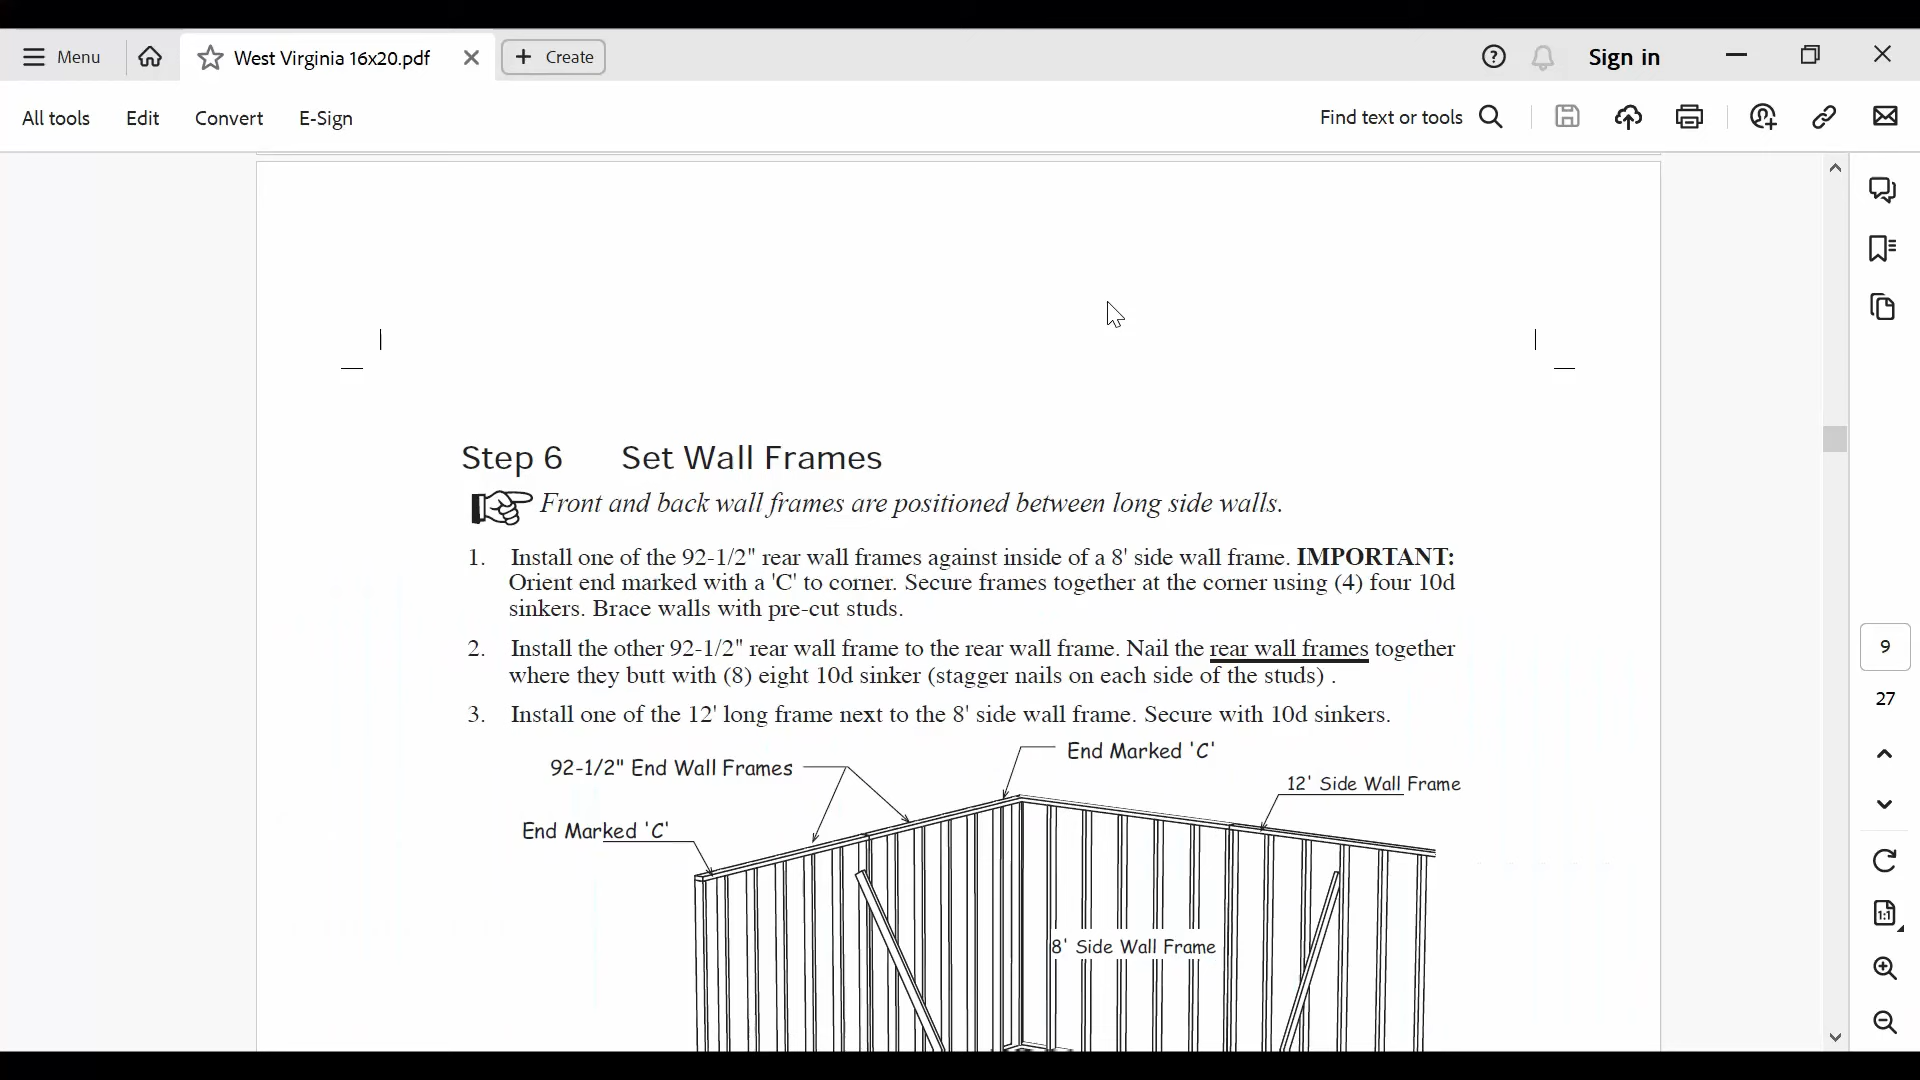 Menu
West Virginia 16x20.pdf
Create
Sign in
All tools
Edit
Convert
E-Sign
Find text or tools
Step 6 Set Wall Frames
Front and back wall frames are positioned between long side walls.
1. Install one of the 92-1/2" rear wall frames against inside of a 8' side wall frame. IMPORTANT:
Orient end marked with a 'C' to corner. Secure frames together at the corner using (4) four 10d
sinkers. Brace walls with pre-cut studs.
2. Install the other 92-1/2" rear wall frame to the rear wall frame. Nail the rear wall frames together
where they butt with (8) eight 10d sinker (stagger nails on each side of the studs) .
3. Install one of the 12' long frame next to the 8' side wall frame. Secure with 10d sinkers.
End Marked 'C'
92-1/2" End Wall Frames
12' Side Wall Frame
End Marked 'C'
8' Side Wall Frame
9
27
1:1